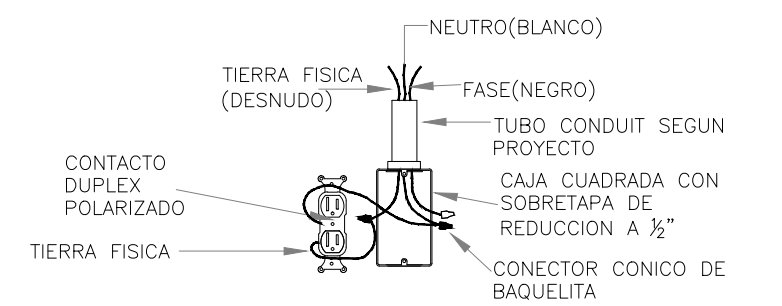 NEUTRO(BLANCO)
TIERRA FISICA
(DESNUDO)
FASE(NEGRO)
TUBO CONDUIT SEGUN
PROYECTO
CONTACTO
DUPLEX
POLARIZADO
CAJA CUADRADA CON
SOBRETAPA DE
REDUCCION A ½"
TIERRA FISICA
CONECTOR CONICO DE
BAQUELITA